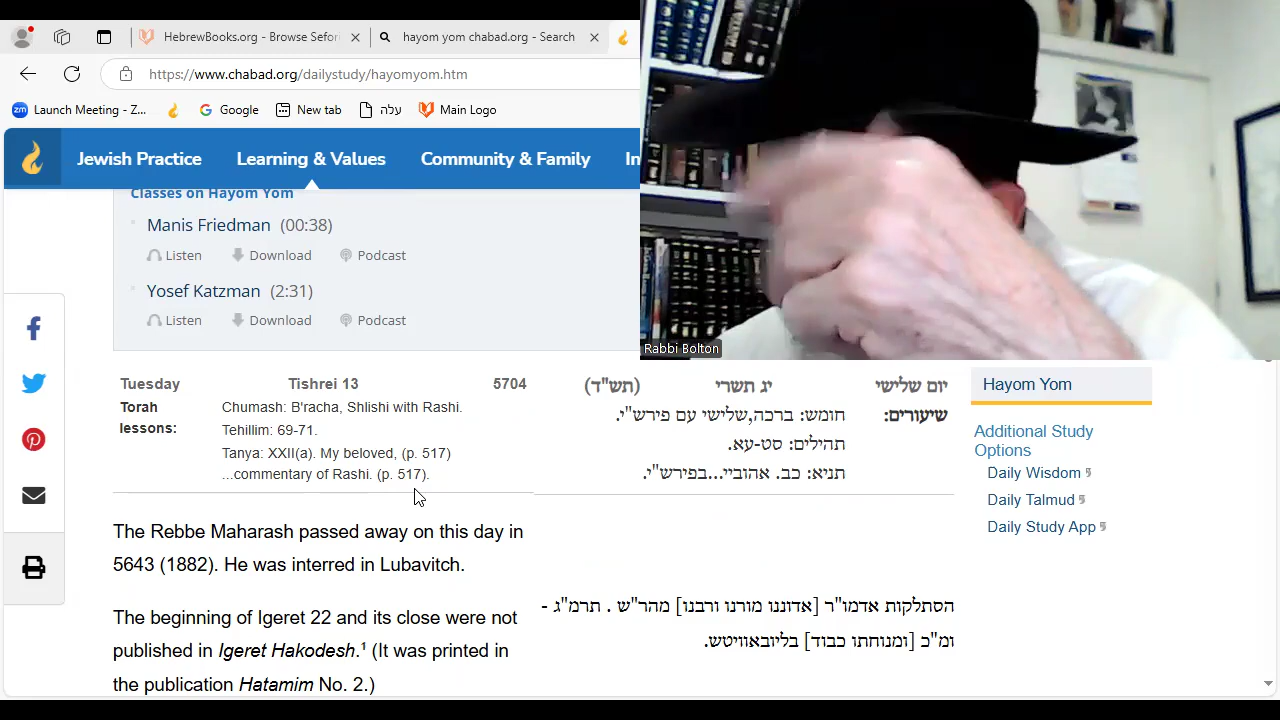 HebrewBooks.org - Browse Sefor
hayom yom chabad.org - Search
https://www.chabad.org/dailystudy/hayomyom.htm
zm Launch Meeting - Z...
Google
New tab
עלה
Main Logo
Jewish Practice
Learning & Values
Community & Family
In
Classes on Hayom Yom
Manis Friedman (00:38)
Listen Download Podcast
Yosef Katzman (2:31)
Listen Download Podcast
Rabbi Bolton
Tuesday Tishrei 13 5704
Torah lessons: Chumash: B'racha, Shlishi with Rashi.
Tehillim: 69-71.
Tanya: XXII(a). My beloved, (p. 517)
...commentary of Rashi. (p. 517).
The Rebbe Maharash passed away on this day in
5643 (1882). He was interred in Lubavitch.
The beginning of Igeret 22 and its close were not
published in Igeret Hakodesh.¹ (It was printed in
the publication Hatamim No. 2.)
יום שלישי יג תשרי (תש"ד)
שיעורים: חומש: ברכה,שלישי עם פירש"י.
תהילים: סט-עא.
תניא: כב. אהוביי...בפירש"י.
הסתלקות אדמו"ר [אדוננו מורנו ורבנו] מהר"ש . תרמ"ג -
ומ"כ [ומנוחתו כבוד] בליובאוויטש.
Hayom Yom
Additional Study
Options
Daily Wisdom
Daily Talmud
Daily Study App